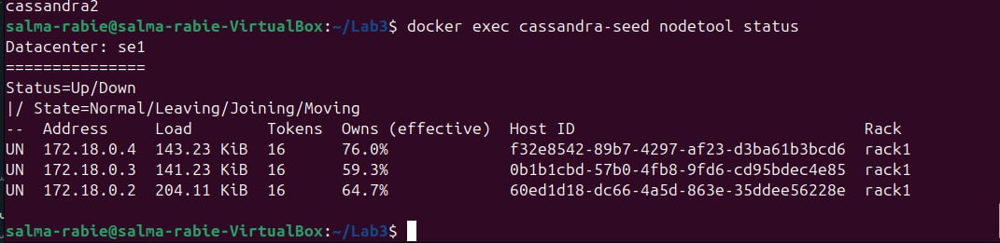 cassandra2
salma-rabie@salma-rabie-VirtualBox:~/Lab3$ docker exec cassandra-seed nodetool status
Datacenter: se1
===============
Status=Up/Down
|/ State=Normal/Leaving/Joining/Moving
--  Address     Load        Tokens  Owns (effective)  Host ID                               Rack
UN  172.18.0.4  143.23 KiB  16      76.0%             f32e8542-89b7-4297-af23-d3ba61b3bcd6  rack1
UN  172.18.0.3  141.23 KiB  16      59.3%             0b1b1cbd-57b0-4fb8-9fd6-cd95bdec4e85  rack1
UN  172.18.0.2  204.11 KiB  16      64.7%             60ed1d18-dc66-4a5d-863e-35ddee56228e  rack1
salma-rabie@salma-rabie-VirtualBox:~/Lab3$